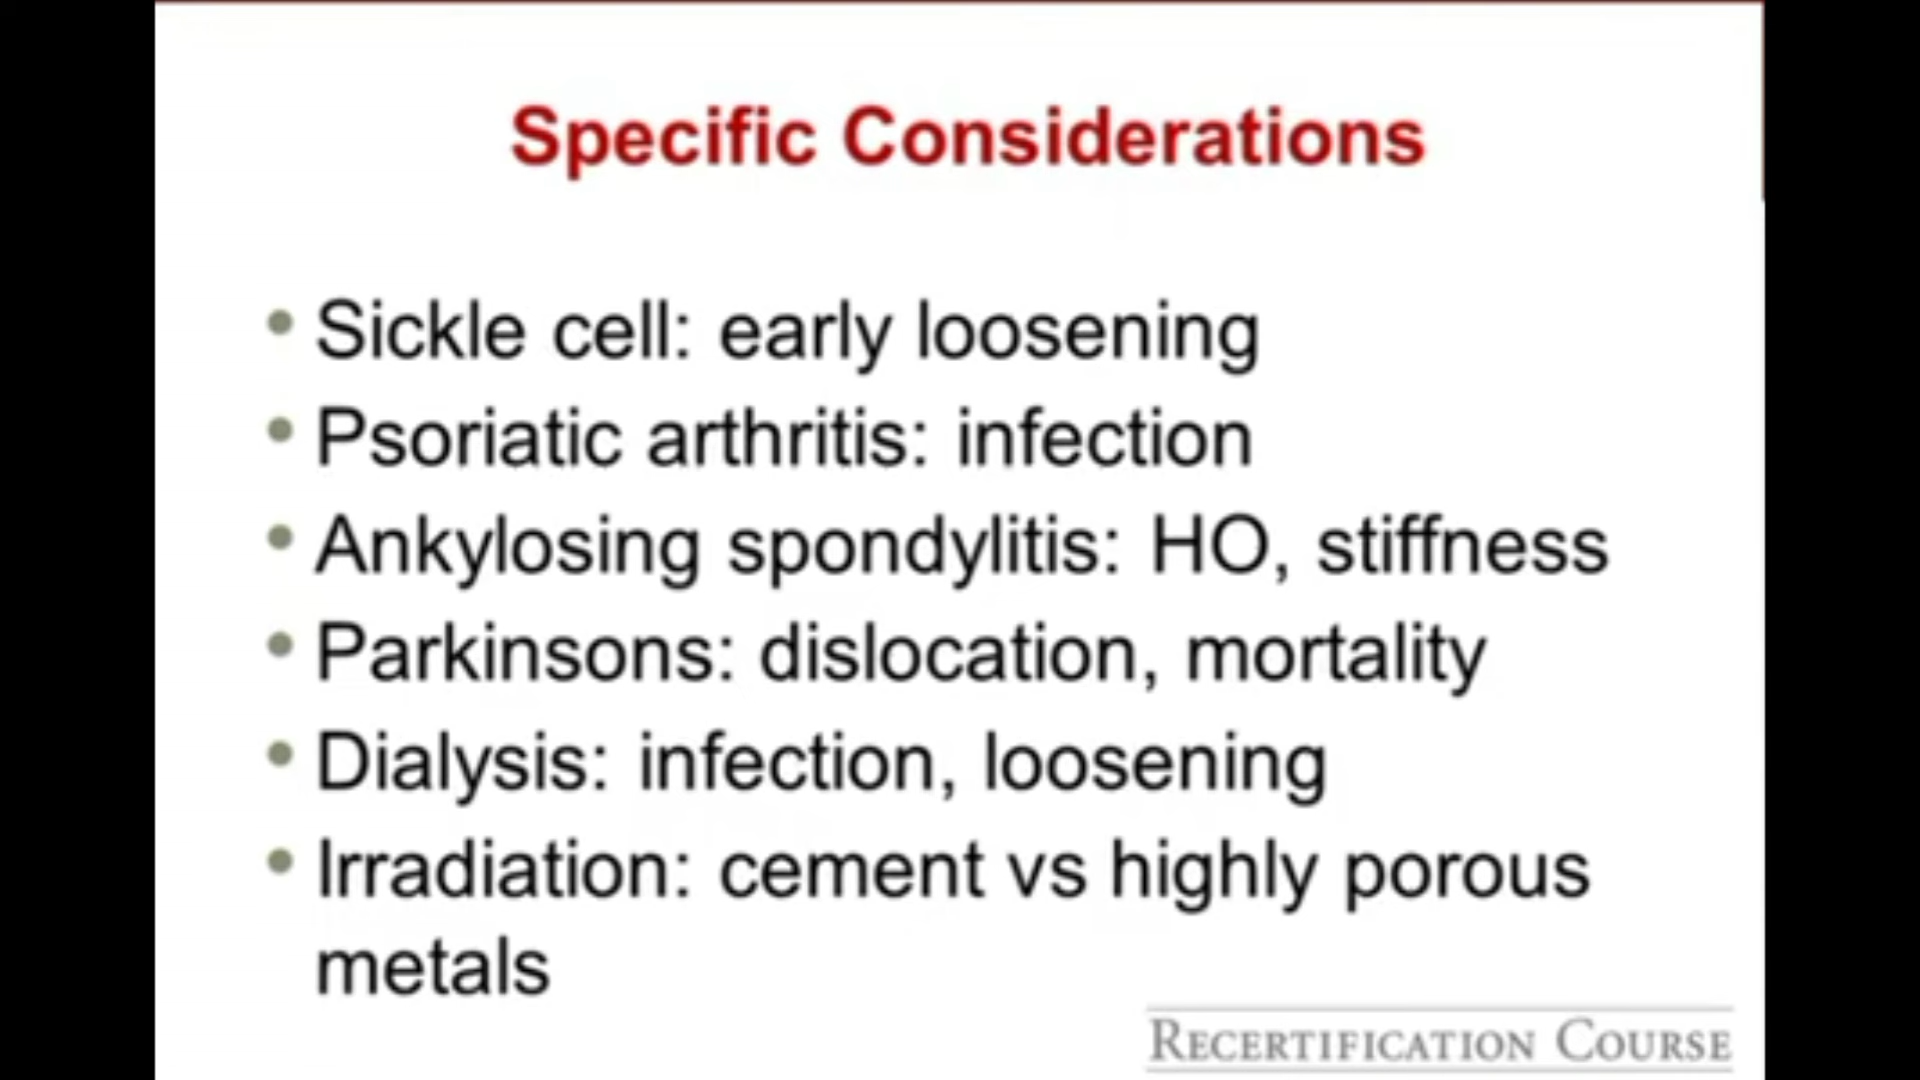 Specific Considerations
• Sickle cell: early loosening
• Psoriatic arthritis: infection
• Ankylosing spondylitis: HO, stiffness
• Parkinsons: dislocation, mortality
• Dialysis: infection, loosening
• Irradiation: cement vs highly porous
metals
RECERTIFICATION COURSE